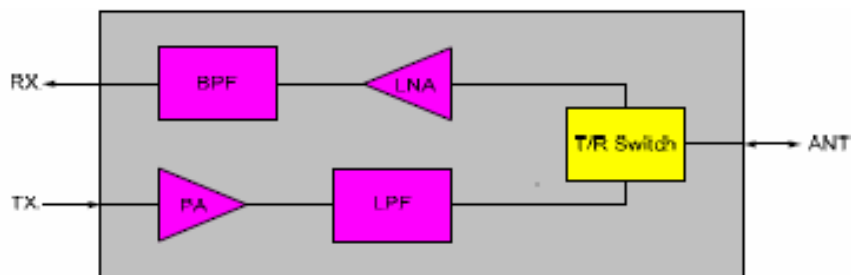 RX
BPF
LNA
T/R Switch
ANT
TX
PA
LPF